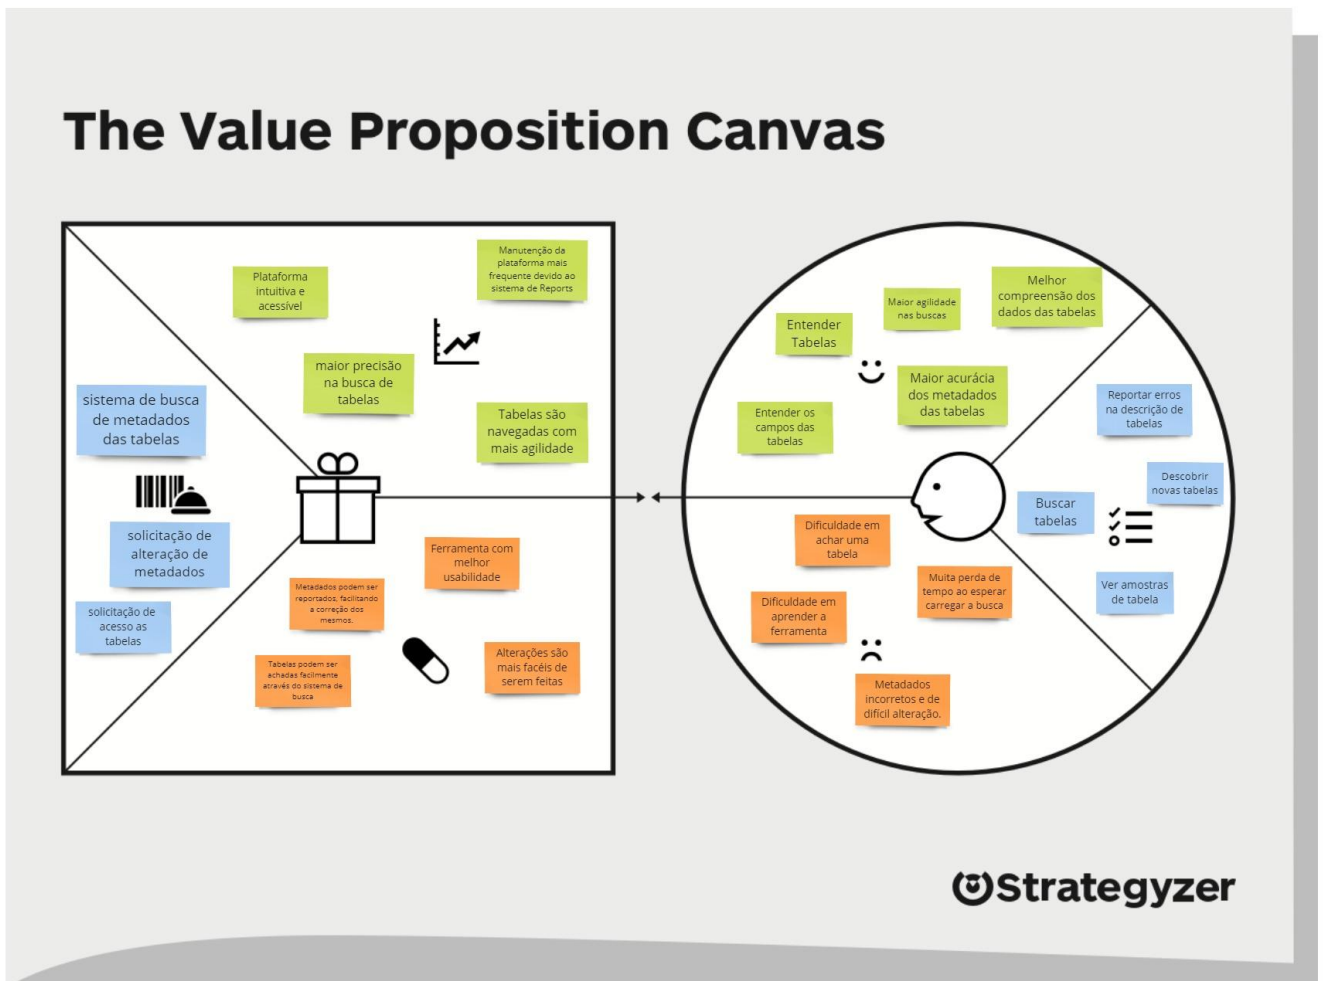 The Value Proposition Canvas
Plataforma
intuitiva e
acessível
Manutenção da
plataforma mais
frequente devido ao
sistema de Reports
maior precisão
na busca de
tabelas
Tabelas são
navegadas com
mais agilidade
sistema de busca
de metadados
das tabelas
solicitação de
alteração de
metadados
solicitação de
acesso as
tabelas
Ferramenta com
melhor
usabilidade
Metadados podem ser
reportados, facilitando
a correção dos
mesmos.
Tabelas podem ser
achadas facilmente
através do sistema de
busca
Alterações são
mais facéis de
serem feitas
Entender
Tabelas
Maior agilidade
nas buscas
Melhor
compreensão dos
dados das tabelas
Entender os
campos das
tabelas
Maior acurácia
dos metadados
das tabelas
Reportar erros
na descrição de
tabelas
Descobrir
novas tabelas
Buscar
tabelas
Ver amostras
de tabela
Dificuldade em
achar uma
tabela
Muita perda de
tempo ao esperar
carregar a busca
Dificuldade em
aprender a
ferramenta
Metadados
incorretos e de
difícil alteração.
Strategyzer